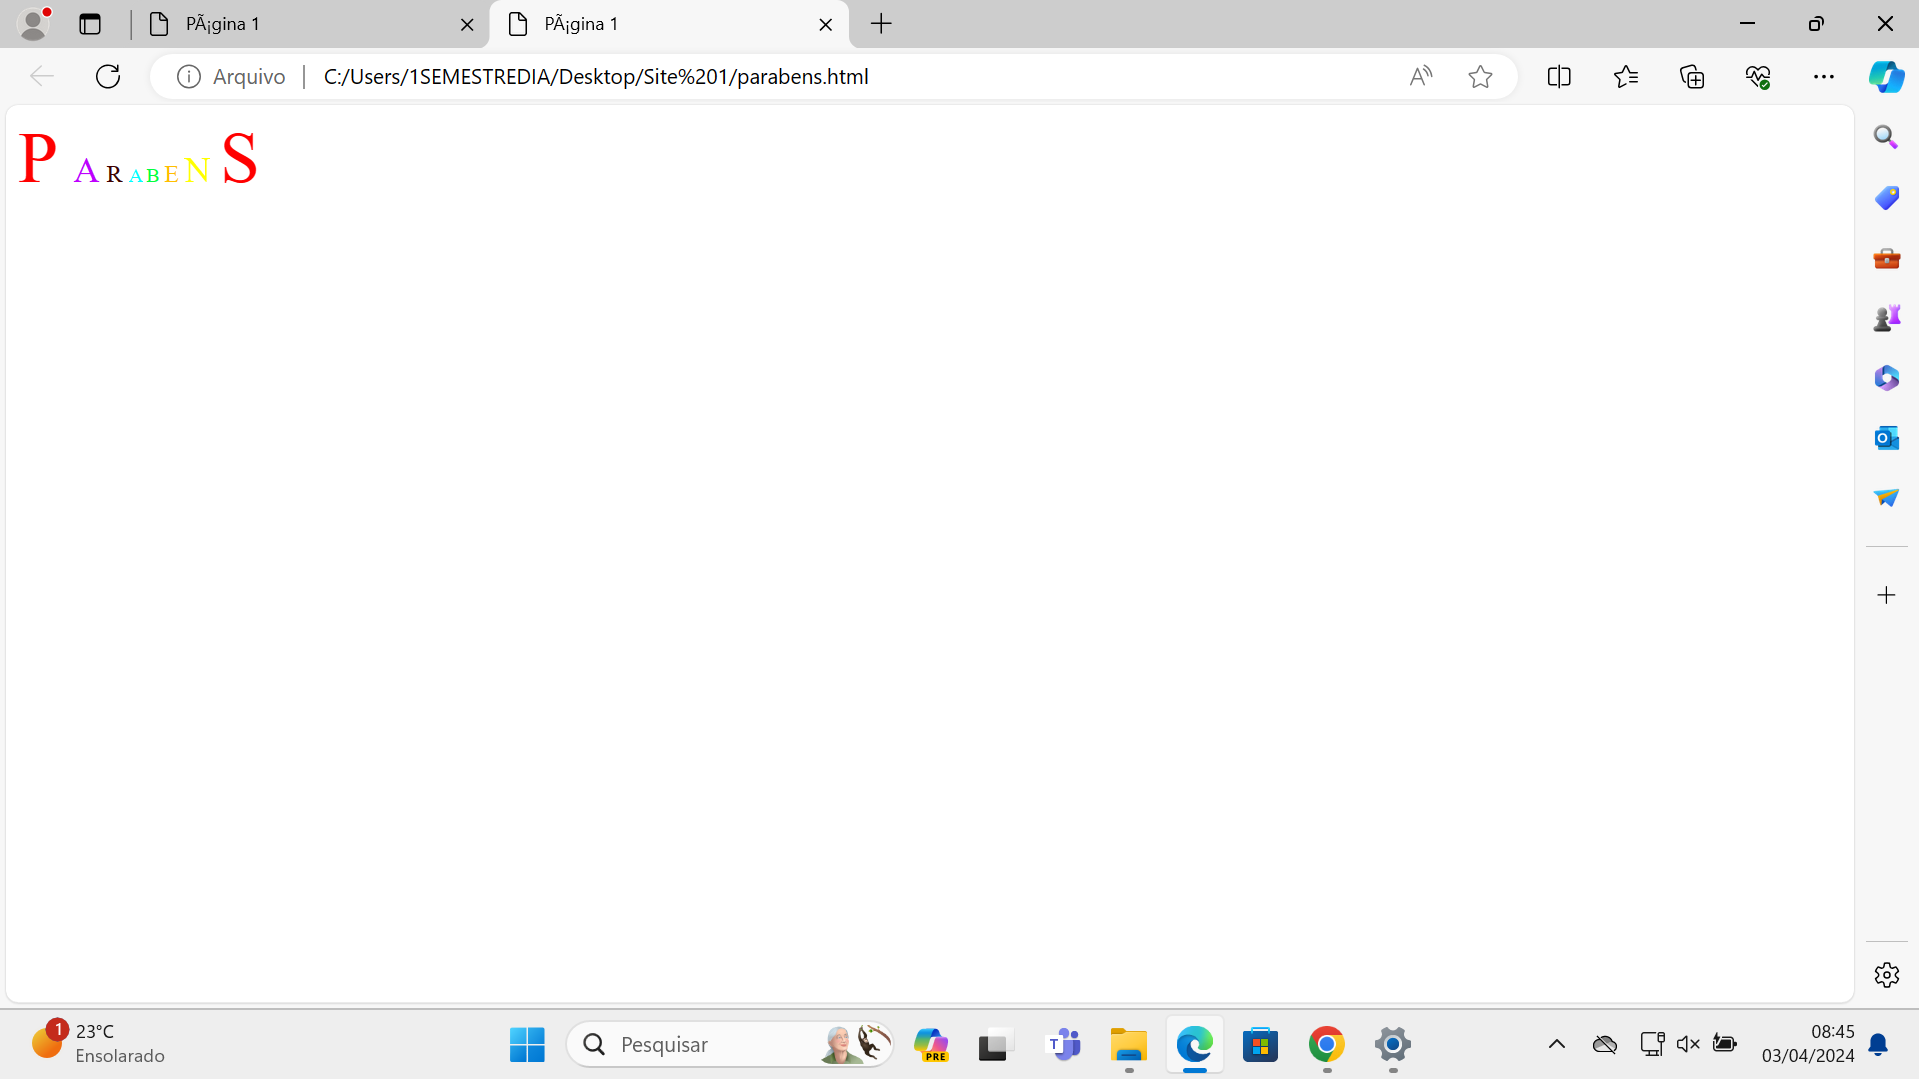 PÃ¡gina 1
PÃ¡gina 1
Arquivo
C:/Users/1SEMESTREDIA/Desktop/Site%201/parabens.html
P A R A B E N S
1
23°C
Ensolarado
Pesquisar
PRE
08:45
03/04/2024